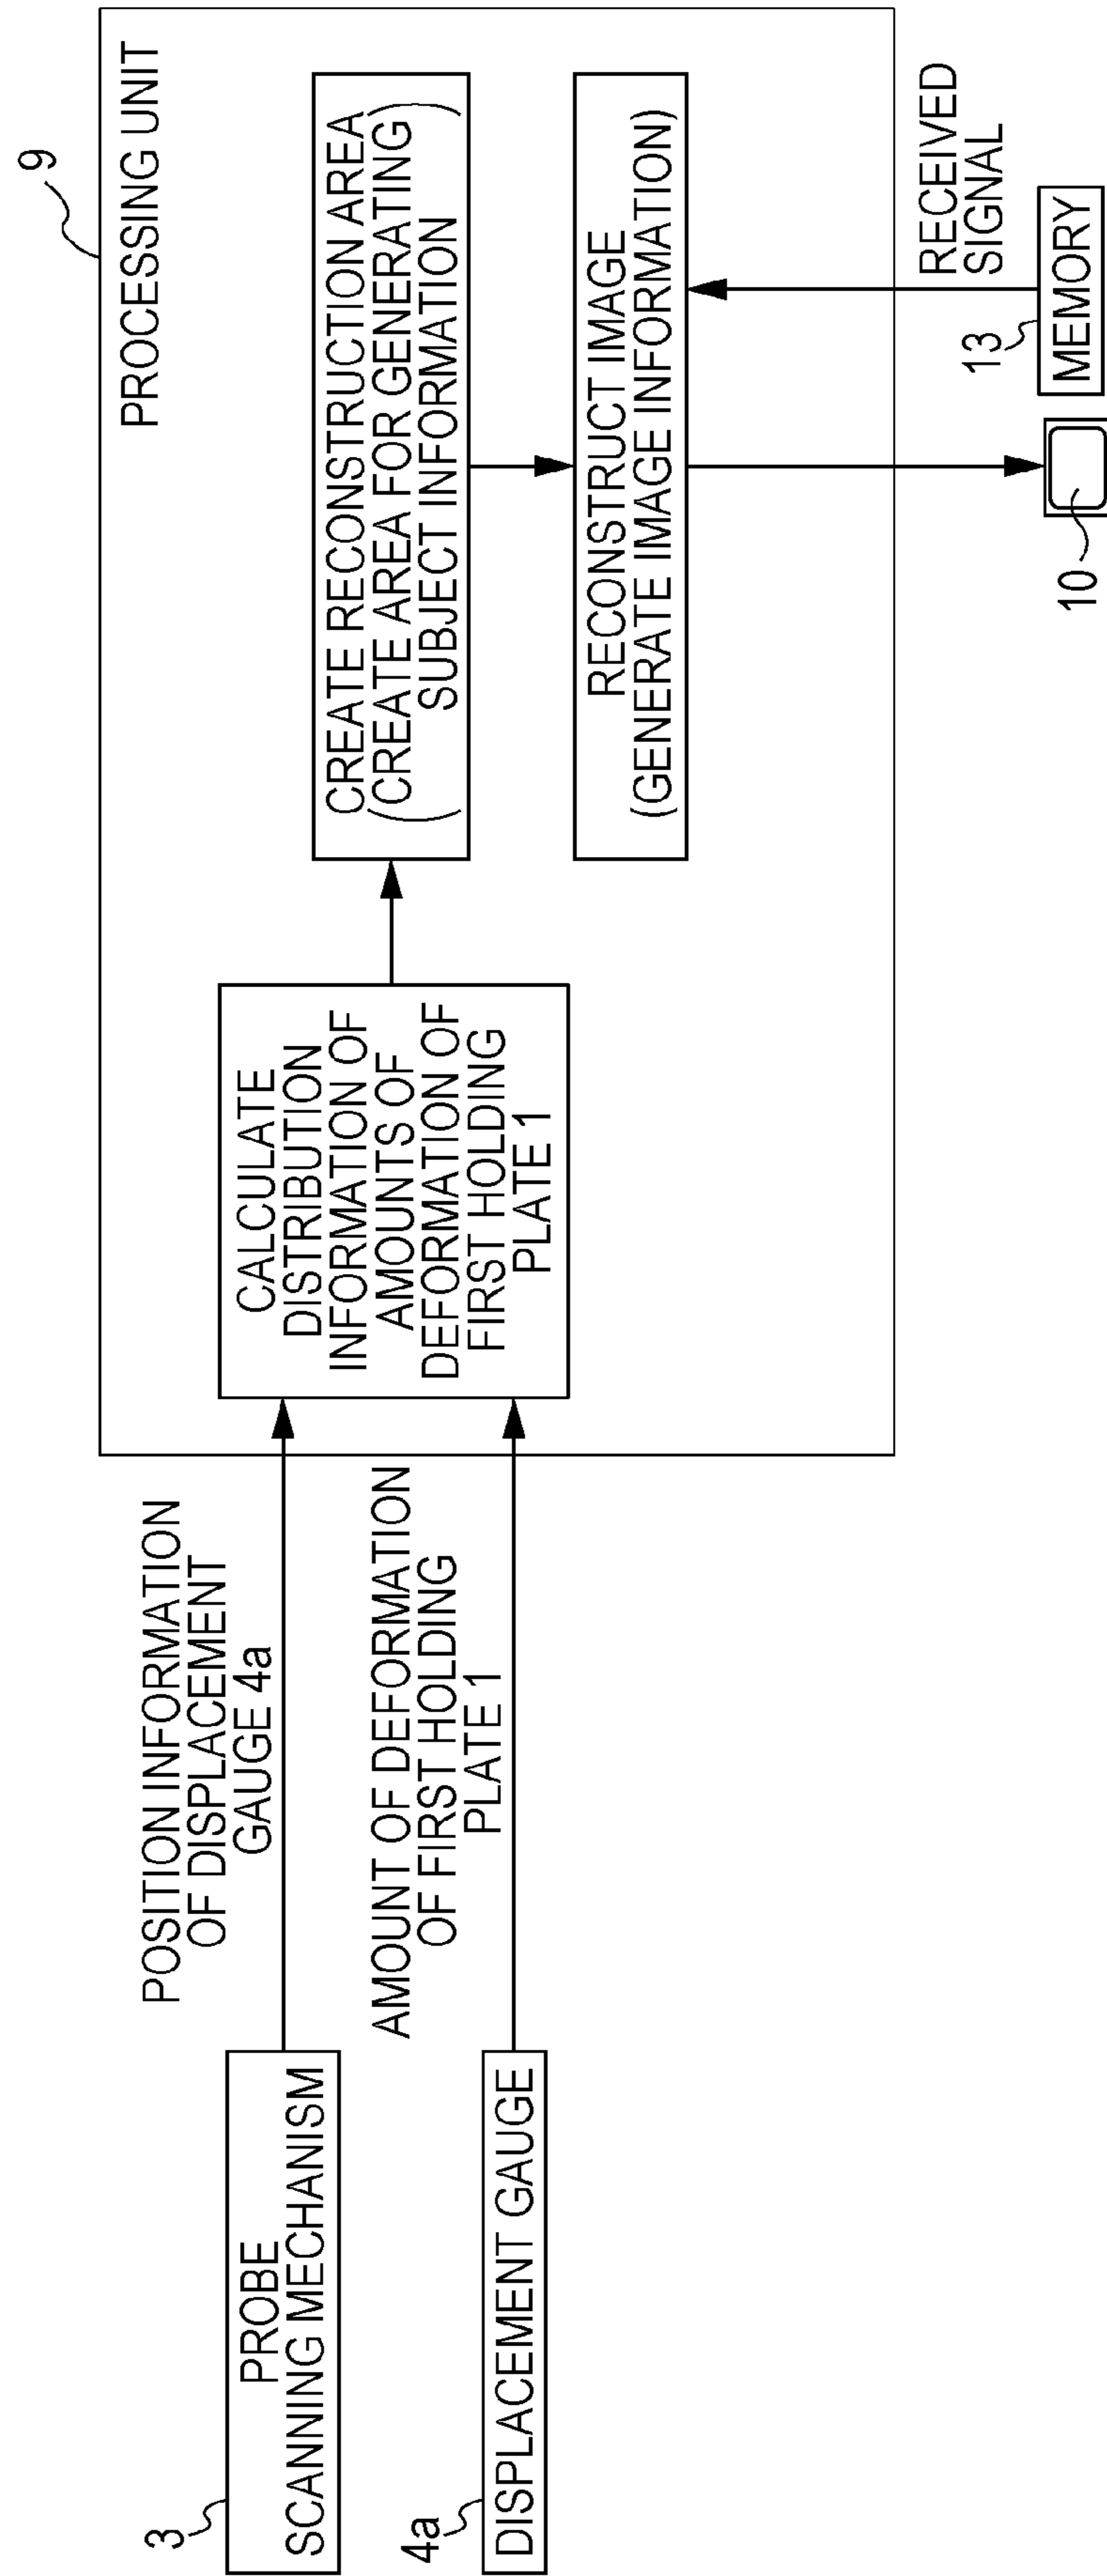 9
PROCESSING UNIT
3
PROBE
SCANNING MECHANISM
POSITION INFORMATION
OF DISPLACEMENT
GAUGE 4a
4a
DISPLACEMENT GAUGE
AMOUNT OF DEFORMATION
OF FIRST HOLDING
PLATE 1
CALCULATE
DISTRIBUTION
INFORMATION OF
AMOUNTS OF
DEFORMATION OF
FIRST HOLDING
PLATE 1
CREATE RECONSTRUCTION AREA
(CREATE AREA FOR GENERATING
SUBJECT INFORMATION)
RECONSTRUCT IMAGE
(GENERATE IMAGE INFORMATION)
RECEIVED
SIGNAL
10
13
MEMORY